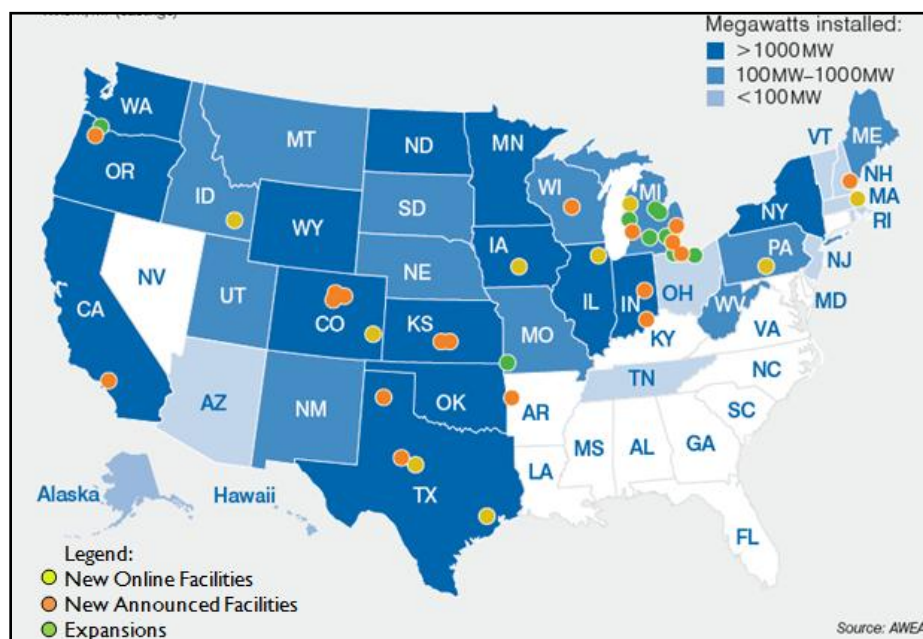 Megawatts installed:
>1000MW
100MW–1000MW
<100MW
WA
MT
ND
MN
VT
ME
OR
ID
SD
WI
MI
NH
MA
NY
RI
WY
IA
NE
PA
NJ
NV
UT
IL
IN
OH
MD
CA
CO
KS
MO
WV
KY
VA
NC
TN
AZ
NM
OK
AR
SC
MS
AL
GA
LA
TX
FL
Alaska
Hawaii
Legend:
New Online Facilities
New Announced Facilities
Expansions
Source: AWEA